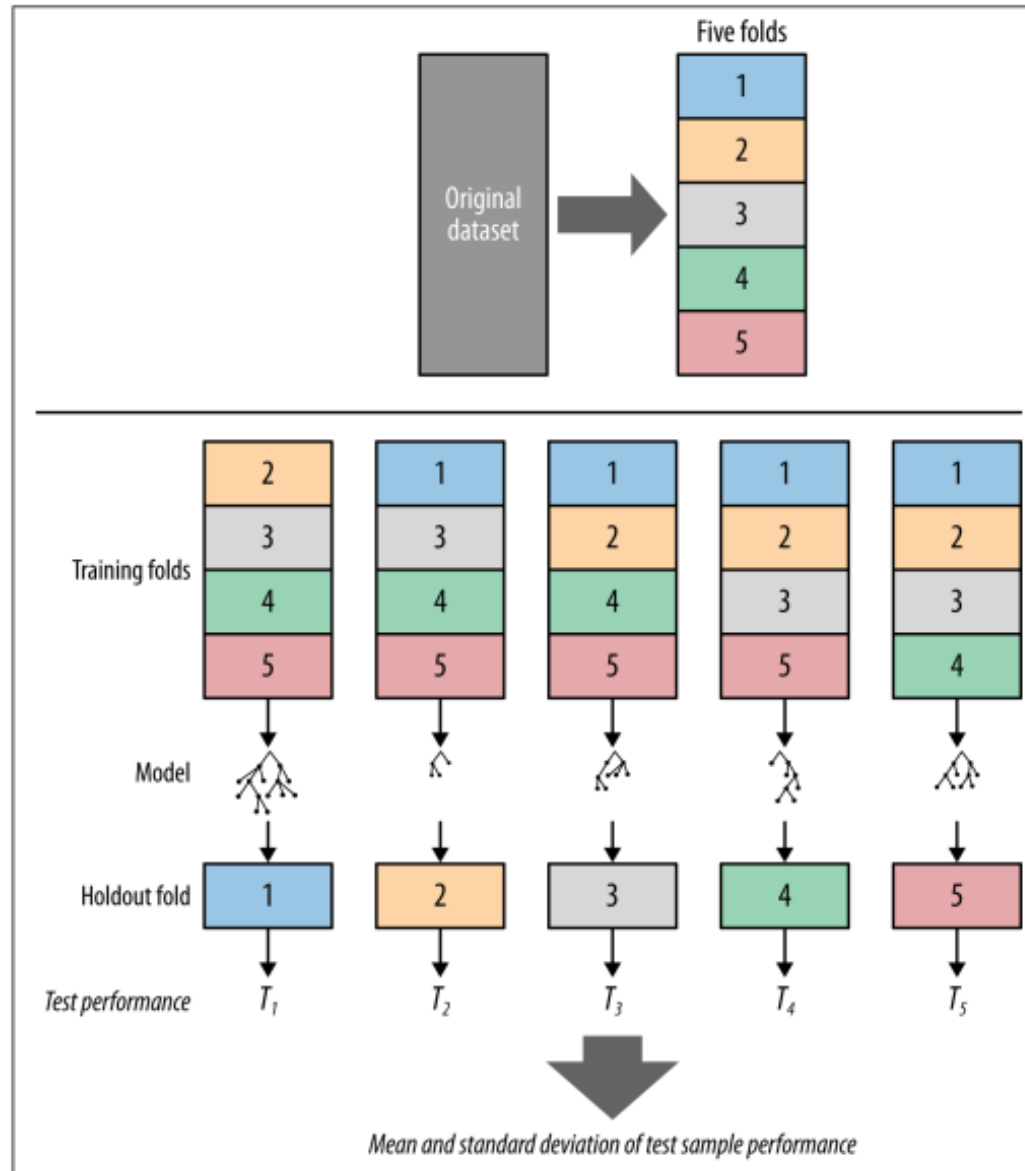 Five folds
1
2
Original
dataset
3
4
5
2 1 1 1 1
3 3 2 2 2
Training folds
4 4 4 3 3
5 5 5 5 4
Model
Holdout fold 1 2 3 4 5
Test performance T₁ T₂ T₃ T₄ T₅
Mean and standard deviation of test sample performance